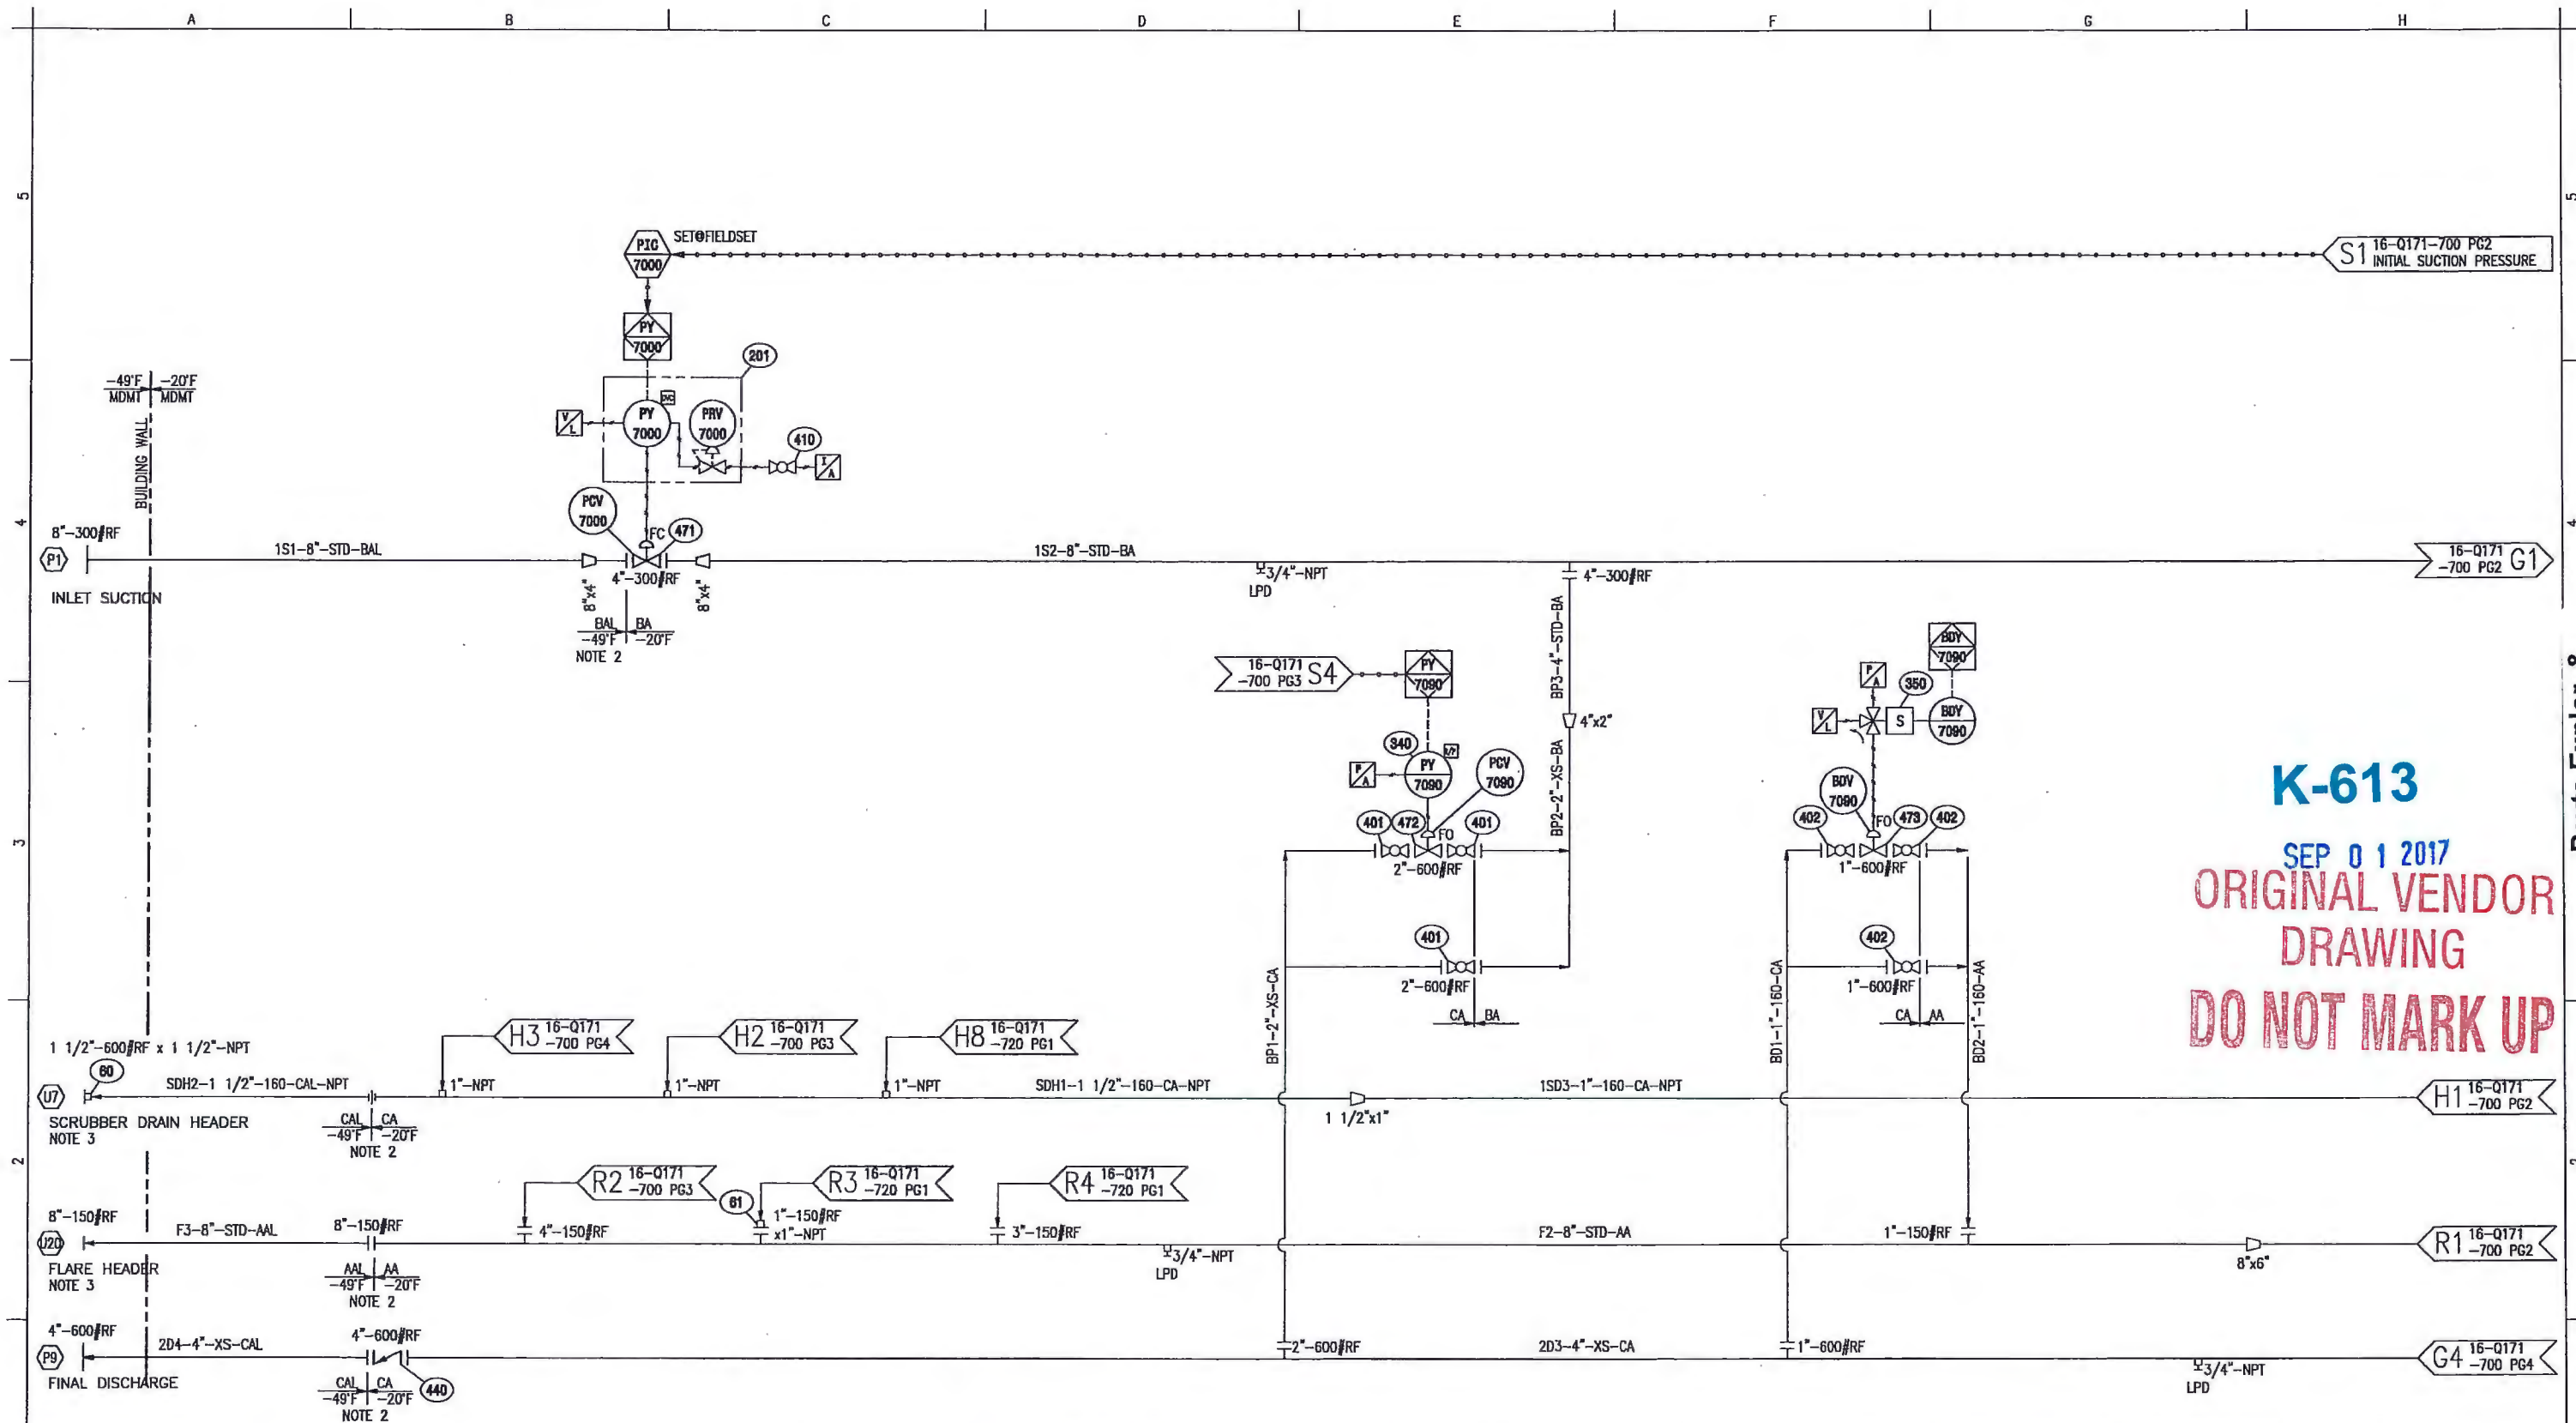 A B C D E F G H
5
5
PIC
7000
SET@FIELDSET
S1 16-Q171-700 PG2
INITIAL SUCTION PRESSURE
PY
7000
201
-49°F -20°F
MDMT MDMT
BUILDING WALL
V/L
PY
7000
DVC
PRV
7000
410
I/A
4
4
PCV
7000
FC
471
8"-300#RF
P1
1S1-8"-STD-BAL
1S2-8"-STD-BA
16-Q171
-700 PG2 G1
INLET SUCTION
8"x4"
4"-300#RF
8"x4"
3/4"-NPT
LPD
4"-300#RF
BAL BA
-49°F -20°F
NOTE 2
BP3-4"-STD-BA
16-Q171
-700 PG3 S4
PY
7090
BDY
7090
P/A
350
4"x2"
V/L
S
BDY
7090
340
PY
7090
PCV
7090
P/A
BP2-2"-XS-BA
BDV
7090
K-613
3
401 472 401
FO
402
FO
473 402
2"-600#RF
1"-600#RF
SEP 01 2017
ORIGINAL VENDOR
DRAWING
DO NOT MARK UP
401
402
2"-600#RF
1"-600#RF
BP1-2"-XS-CA
CA BA
BD1-1"-160-CA
CA AA
BD2-1"-160-AA
H3 16-Q171
-700 PG4
H2 16-Q171
-700 PG3
H8 16-Q171
-720 PG1
1 1/2"-600#RF x 1 1/2"-NPT
60
U7
SDH2-1 1/2"-160-CAL-NPT
1"-NPT
1"-NPT
1"-NPT
SDH1-1 1/2"-160-CA-NPT
1SD3-1"-160-CA-NPT
H1 16-Q171
-700 PG2
1 1/2"x1"
SCRUBBER DRAIN HEADER
NOTE 3
CAL CA
-49°F -20°F
NOTE 2
2
R2 16-Q171
-700 PG3
R3 16-Q171
-720 PG1
R4 16-Q171
-720 PG1
61
8"-150#RF
U20
F3-8"-STD-AAL
8"-150#RF
4"-150#RF
1"-150#RF
x1"-NPT
3"-150#RF
3/4"-NPT
LPD
F2-8"-STD-AA
1"-150#RF
8"x6"
R1 16-Q171
-700 PG2
FLARE HEADER
NOTE 3
AAL AA
-49°F -20°F
NOTE 2
4"-600#RF
P9
2D4-4"-XS-CAL
4"-600#RF
2"-600#RF
2D3-4"-XS-CA
1"-600#RF
3/4"-NPT
LPD
G4 16-Q171
-700 PG4
FINAL DISCHARGE
CAL CA
-49°F -20°F
NOTE 2
440